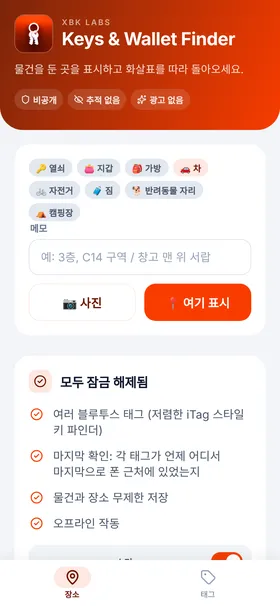 XBK LABS
Keys & Wallet Finder
물건을 둔 곳을 표시하고 화살표를 따라 돌아오세요.
비공개 추적 없음 광고 없음
열쇠 지갑 가방 차
자전거 짐 반려동물 자리
캠핑장
메모
예: 3층, C14 구역 / 창고 맨 위 서랍
사진 여기 표시
모두 잠금 해제됨
여러 블루투스 태그 (저렴한 iTag 스타일
키 파인더)
마지막 확인: 각 태그가 언제 어디서
마지막으로 폰 근처에 있었는지
물건과 장소 무제한 저장
오프라인 작동
장소 태그